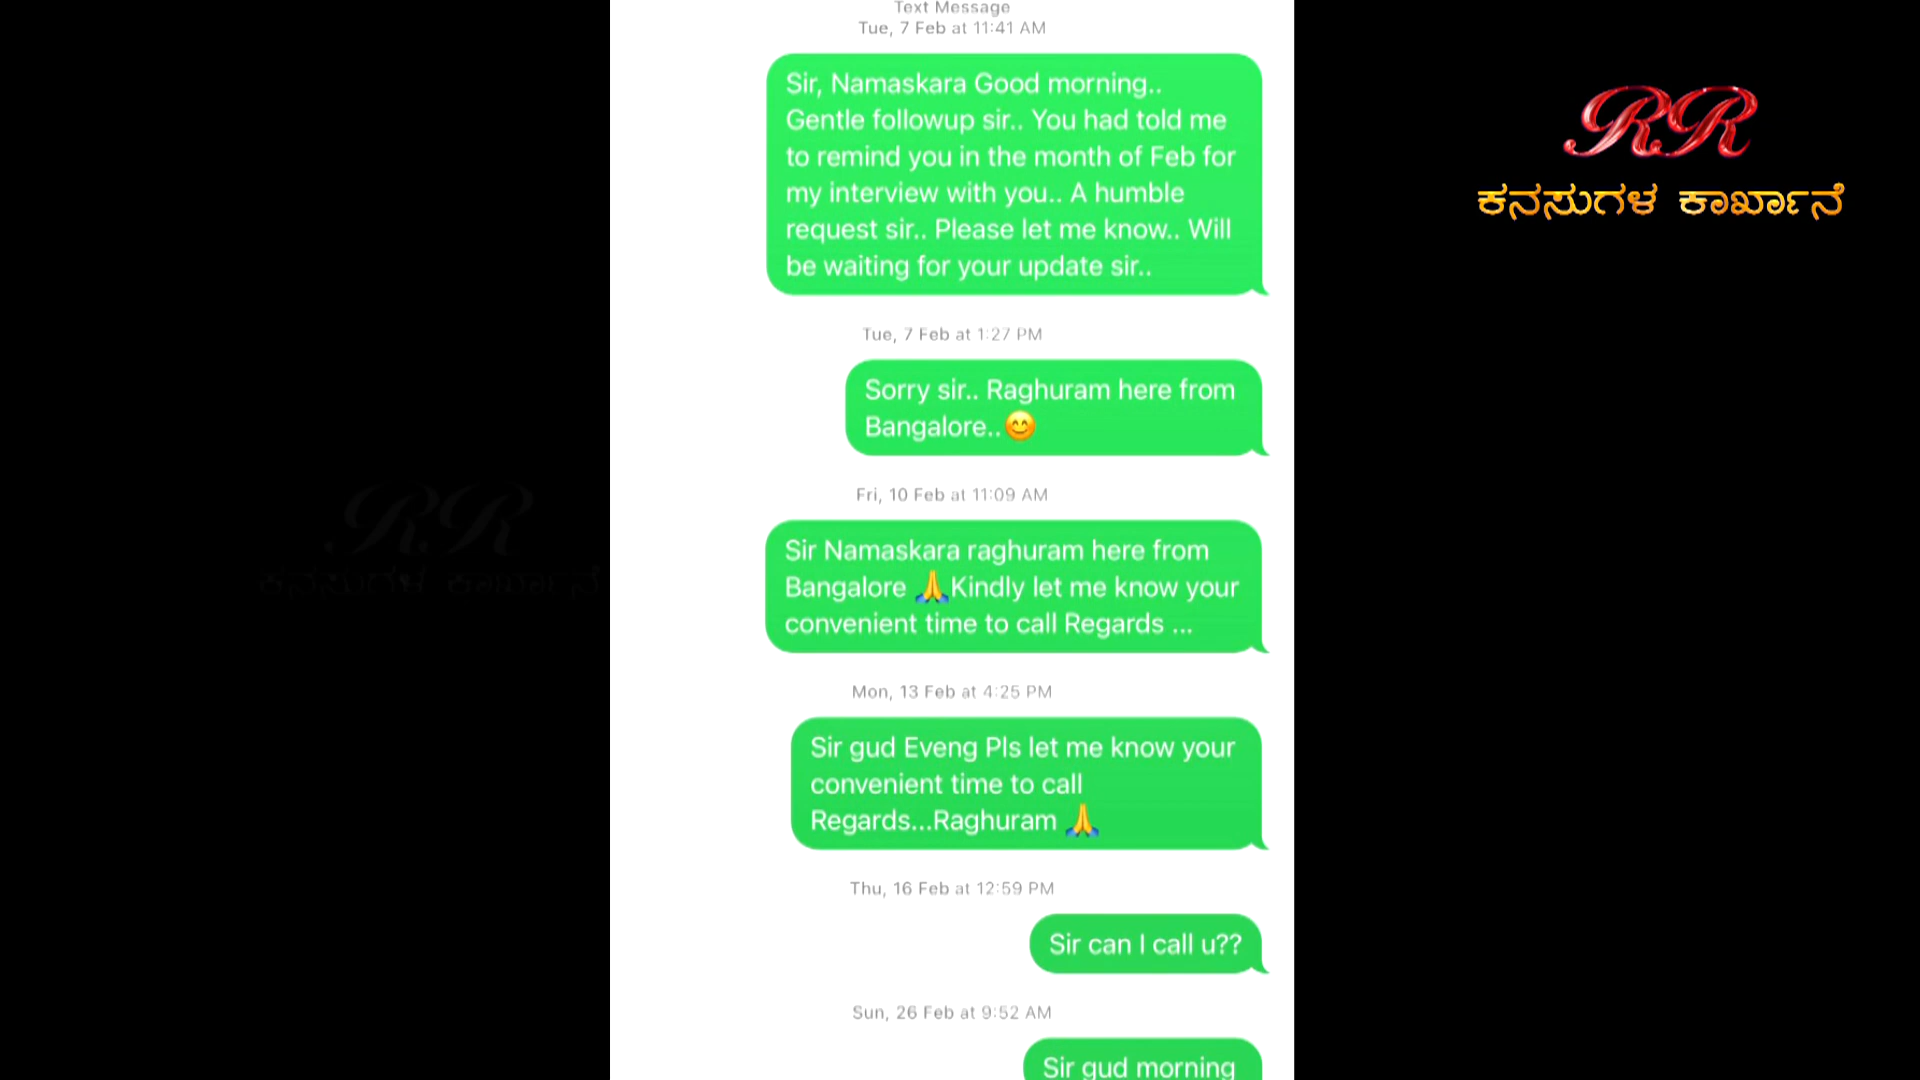 Text Message
Tue, 7 Feb at 11:41 AM
Sir, Namaskara Good morning..
Gentle followup sir.. You had told me
to remind you in the month of Feb for
my interview with you.. A humble
request sir.. Please let me know.. Will
be waiting for your update sir..
Tue, 7 Feb at 1:27 PM
Sorry sir.. Raghuram here from
Bangalore..😊
Fri, 10 Feb at 11:09 AM
Sir Namaskara raghuram here from
Bangalore 🙏Kindly let me know your
convenient time to call Regards ...
Mon, 13 Feb at 4:25 PM
Sir gud Eveng Pls let me know your
convenient time to call
Regards...Raghuram 🙏
Thu, 16 Feb at 12:59 PM
Sir can I call u??
Sun, 26 Feb at 9:52 AM
Sir gud morning
RR
ಕನಸುಗಳ ಕಾರ್ಖಾನೆ
RR
ಕನಸುಗಳ ಕಾರ್ಖಾನೆ